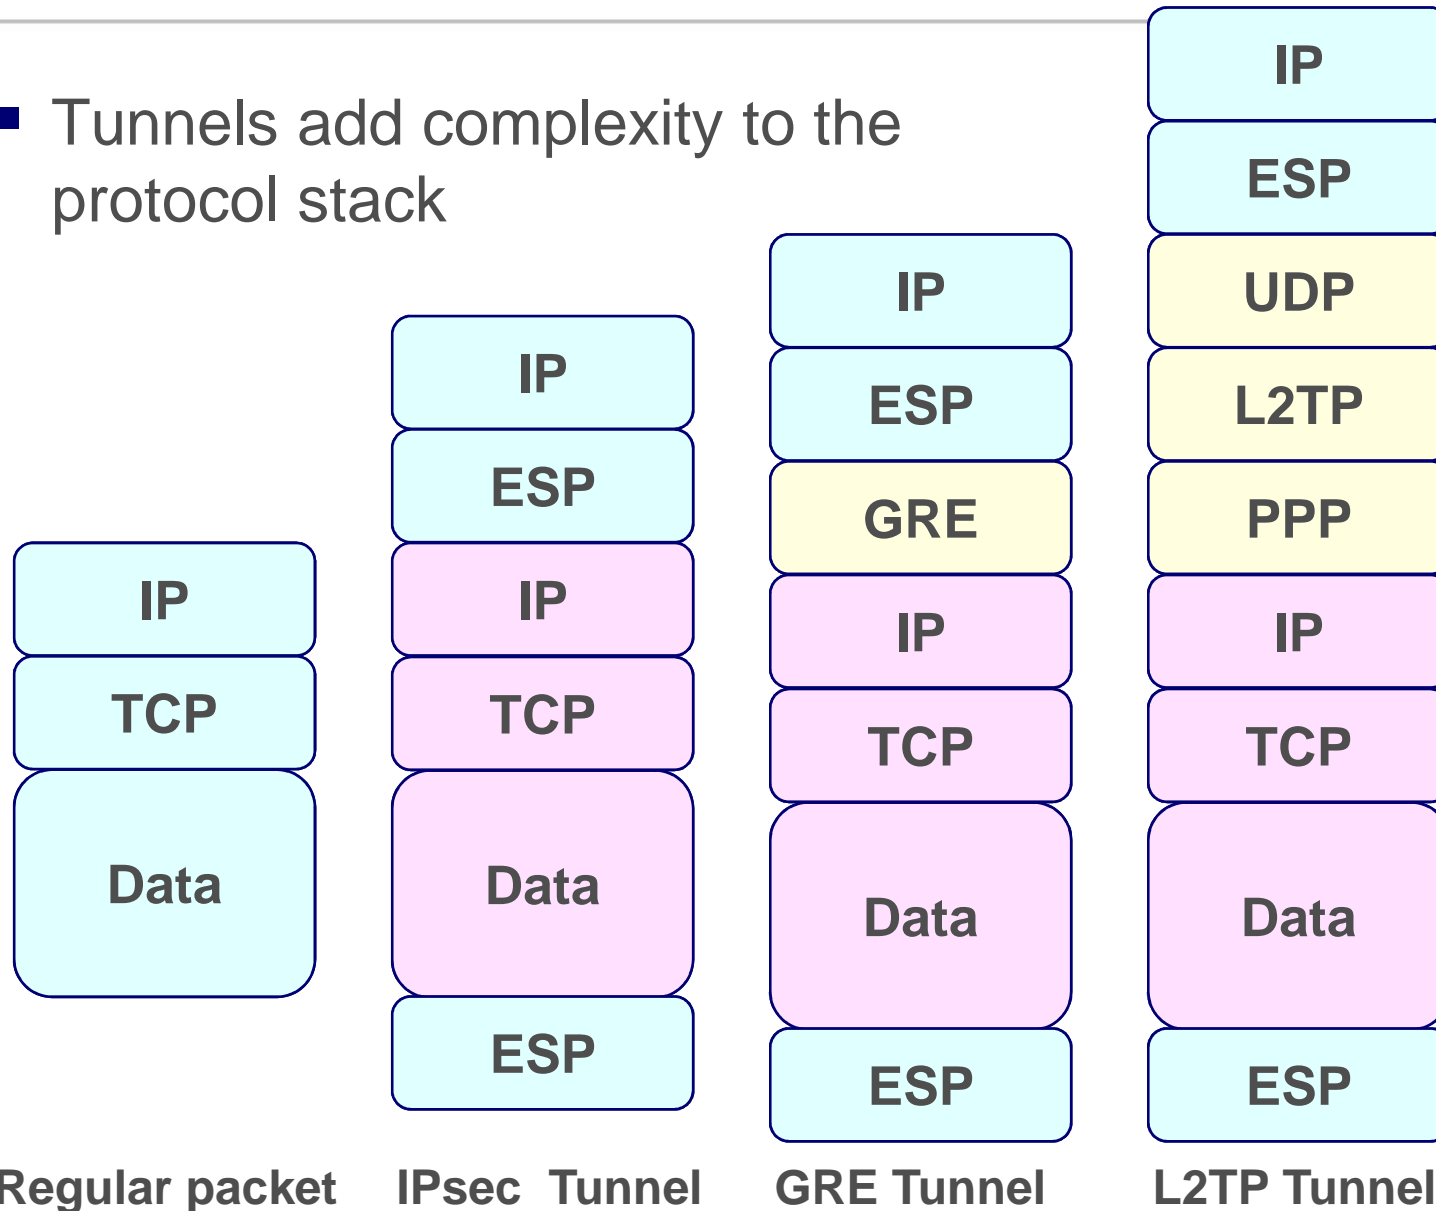 Tunnels add complexity to the
protocol stack
IP
TCP
Data
Regular packet
IP
ESP
IP
TCP
Data
ESP
IPsec Tunnel
IP
ESP
GRE
IP
TCP
Data
ESP
GRE Tunnel
IP
ESP
UDP
L2TP
PPP
IP
TCP
Data
ESP
L2TP Tunnel